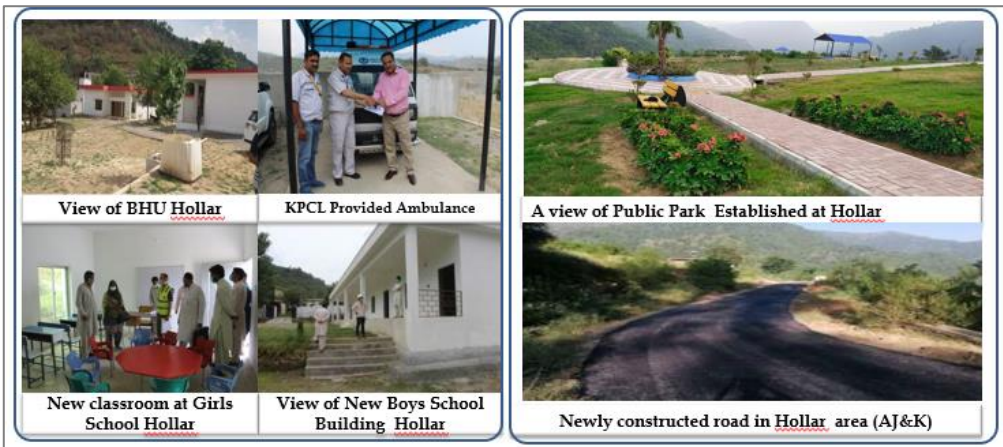 View of BHU Hollar
KPCL Provided Ambulance
New classroom at Girls
School Hollar
View of New Boys School
Building Hollar
A view of Public Park Established at Hollar
Newly constructed road in Hollar area (AJ&K)